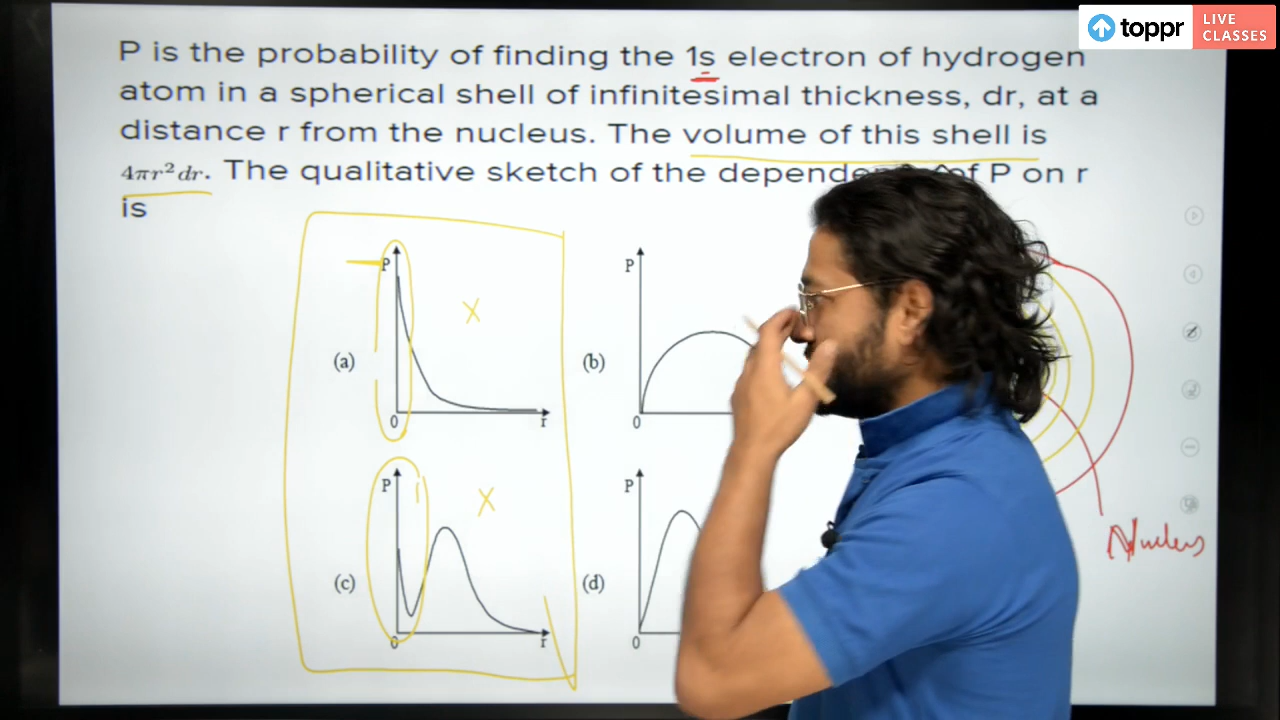 toppr
LIVE
CLASSES
P is the probability of finding the 1s electron of hydrogen
atom in a spherical shell of infinitesimal thickness, dr, at a
distance r from the nucleus. The volume of this shell is
4πr² dr. The qualitative sketch of the of P on r
is
P
X
(a)
0
r
P
(b)
0
P
X
(c)
0
r
P
(d)
0
Nucleus